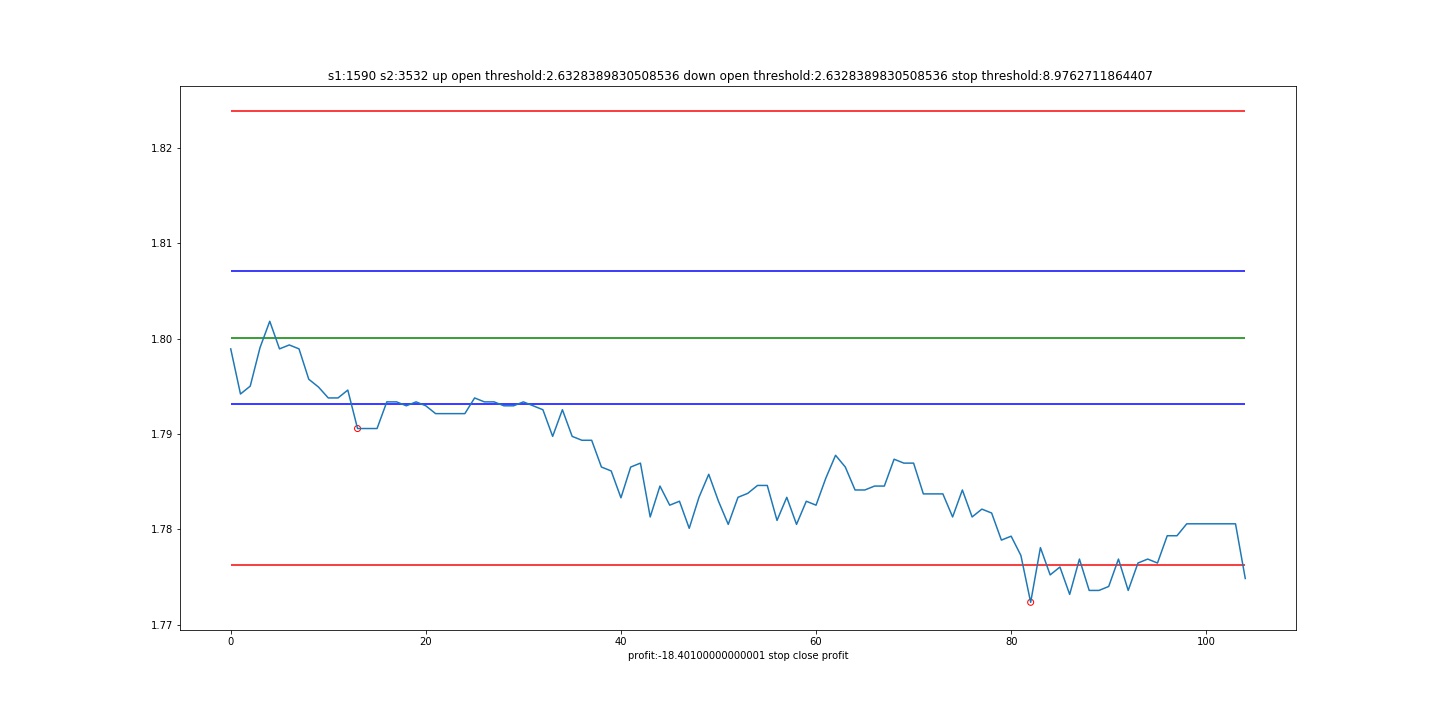 s1:1590 s2:3532 up open threshold:2.6328389830508536 down open threshold:2.6328389830508536 stop threshold:8.9762711864407
1.82
1.81
1.80
1.79
1.78
1.77
0 20 40 60 80 100
profit:-18.40100000000001 stop close profit